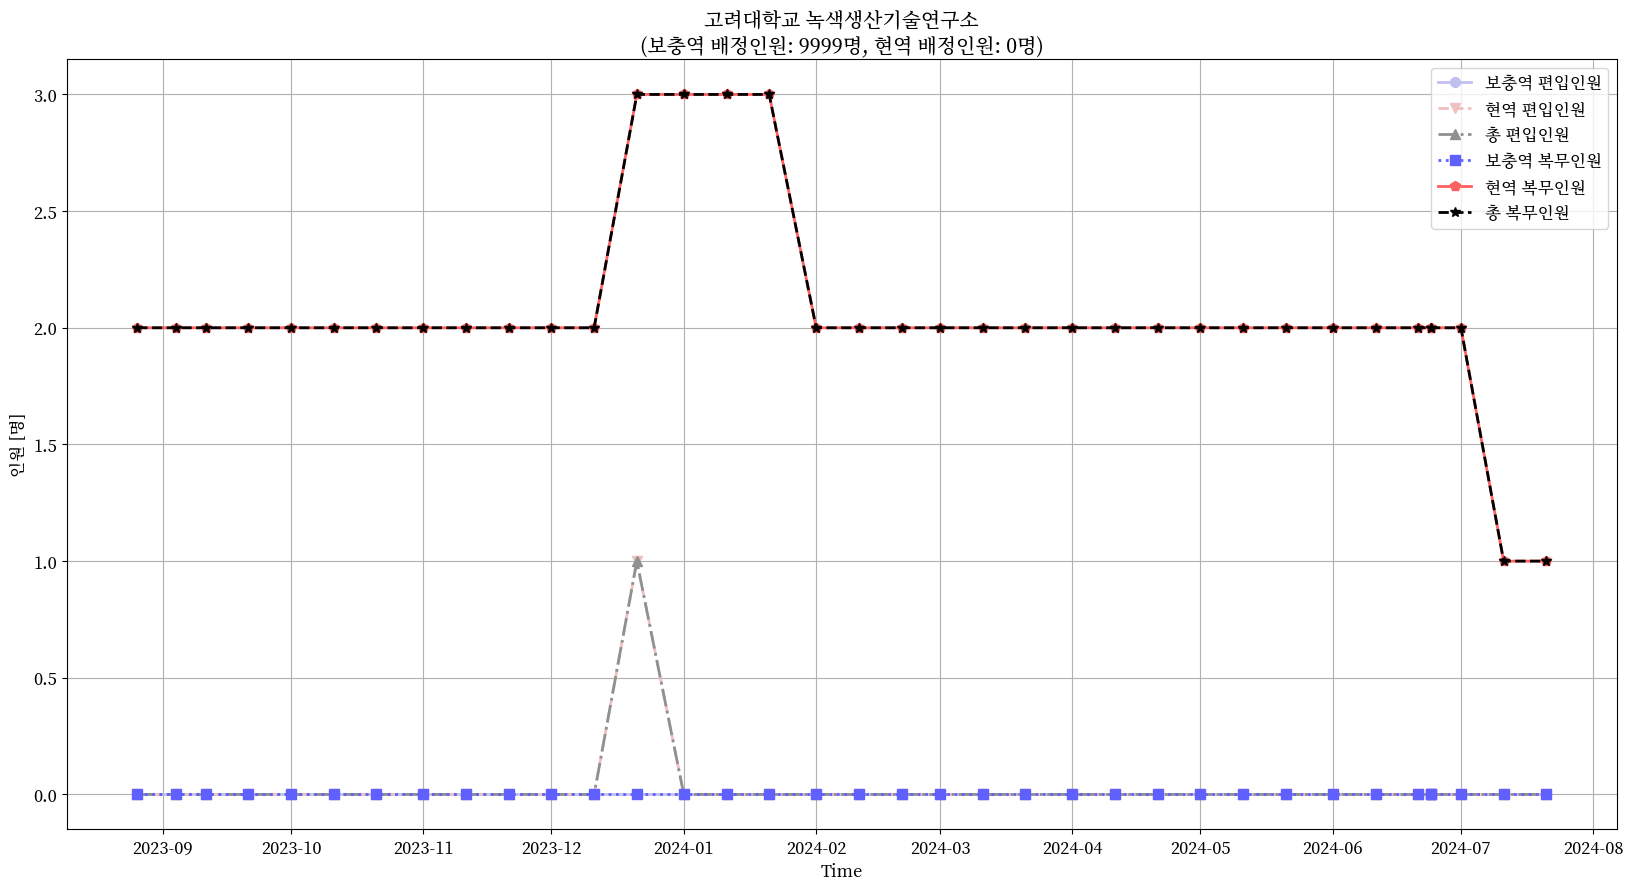 고려대학교 녹색생산기술연구소
(보충역 배정인원: 9999명, 현역 배정인원: 0명)
보충역 편입인원
현역 편입인원
총 편입인원
보충역 복무인원
현역 복무인원
총 복무인원
인원 [명]
3.0
2.5
2.0
1.5
1.0
0.5
0.0
2023-09
2023-10
2023-11
2023-12
2024-01
2024-02
2024-03
2024-04
2024-05
2024-06
2024-07
2024-08
Time